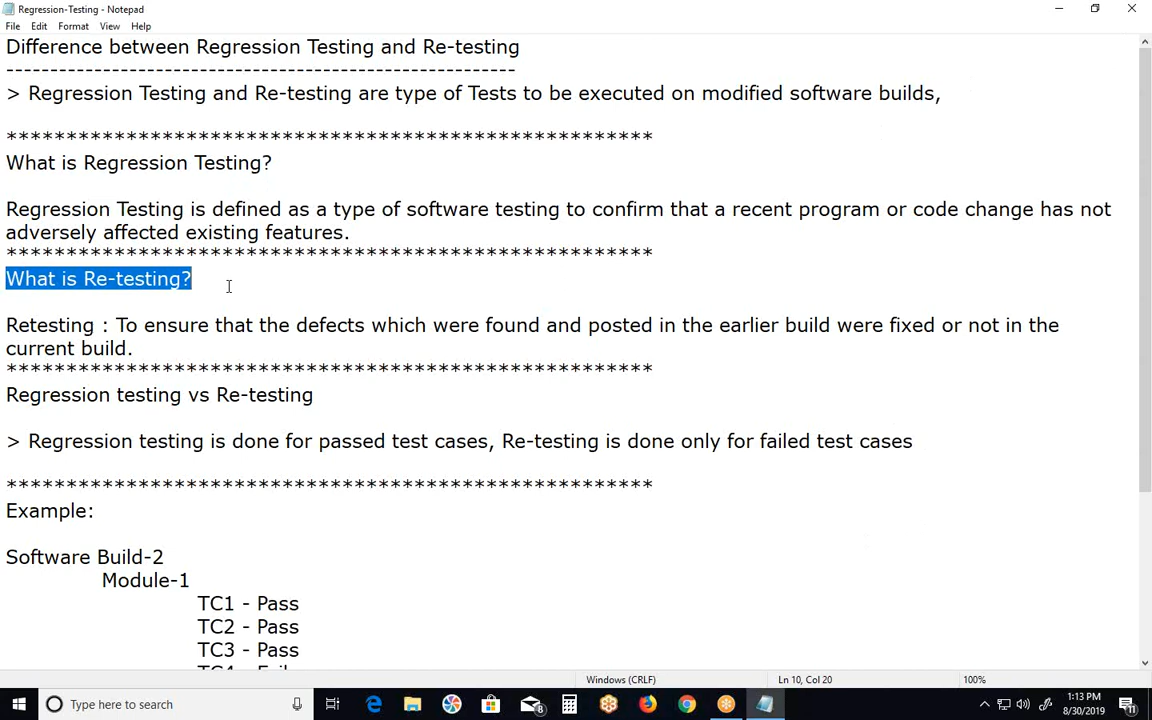 Regression-Testing - Notepad
File Edit Format View Help
Difference between Regression Testing and Re-testing
----------------------------------------------------------
> Regression Testing and Re-testing are type of Tests to be executed on modified software builds,
******************************************************
What is Regression Testing?
Regression Testing is defined as a type of software testing to confirm that a recent program or code change has not
adversely affected existing features.
******************************************************
What is Re-testing?
Retesting : To ensure that the defects which were found and posted in the earlier build were fixed or not in the
current build.
******************************************************
Regression testing vs Re-testing
> Regression testing is done for passed test cases, Re-testing is done only for failed test cases
******************************************************
Example:
Software Build-2
Module-1
TC1 - Pass
TC2 - Pass
TC3 - Pass
TC4 - Fail
Windows (CRLF) Ln 10, Col 20 100%
Type here to search
8
1:13 PM
8/30/2019
11